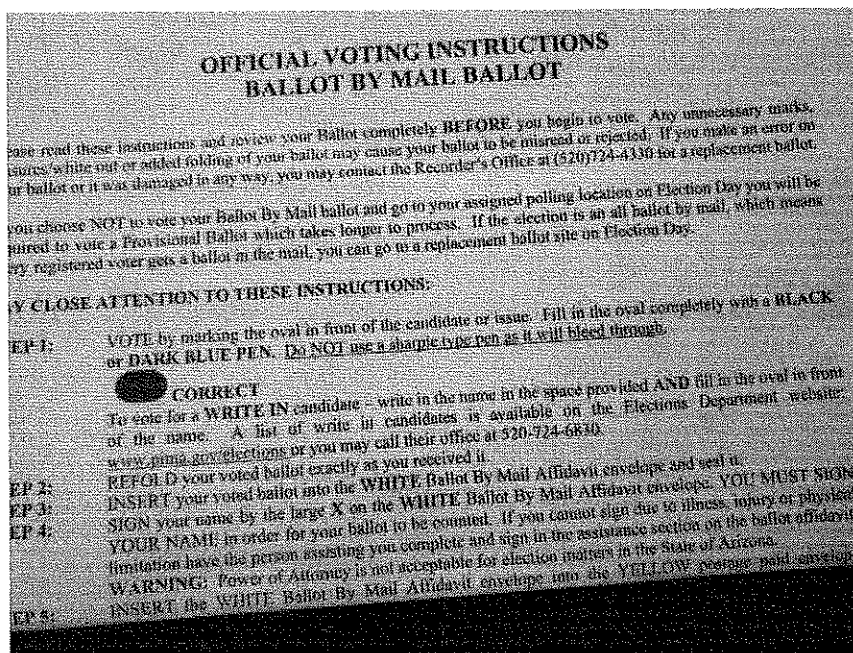 OFFICIAL VOTING INSTRUCTIONS
BALLOT BY MAIL BALLOT
ease read these instructions and review your Ballot completely BEFORE you begin to vote. Any unnecessary marks,
sures, white out or added folding of your ballot may cause your ballot to be misread or rejected. If you make an error on
ur ballot or it was damaged in any way, you may contact the Recorder's Office at (520)724-4330 for a replacement ballot.
you choose NOT to vote your Ballot By Mail ballot and go to your assigned polling location on Election Day you will be
uired to vote a Provisional Ballot which takes longer to process. If the election is an all ballot by mail, which means
ry registered voter gets a ballot in the mail, you can go to a replacement ballot site on Election Day.
Y CLOSE ATTENTION TO THESE INSTRUCTIONS:
EP 1: VOTE by marking the oval in front of the candidate or issue. Fill in the oval completely with a BLACK
or DARK BLUE PEN. Do NOT use a sharpie type pen as it will bleed through.
CORRECT
To vote for a WRITE IN candidate – write in the name in the space provided AND fill in the oval in front
of the name. A list of write in candidates is available on the Elections Department website:
www.pima.gov/elections or you may call their office at 520-724-6830.
EP 2: REFOLD your voted ballot exactly as you received it.
EP 3: INSERT your voted ballot into the WHITE Ballot By Mail Affidavit envelope and seal it.
EP 4: SIGN your name by the large X on the WHITE Ballot By Mail Affidavit envelope. YOU MUST SIGN
YOUR NAME in order for your ballot to be counted. If you cannot sign due to illness, injury or physical
limitation have the person assisting you complete and sign in the assistance section on the ballot affidavit
WARNING: Power of Attorney is not acceptable for election matters in the State of Arizona.
EP 5: INSERT the WHITE Ballot By Mail Affidavit envelope into the YELLOW postage paid envelop